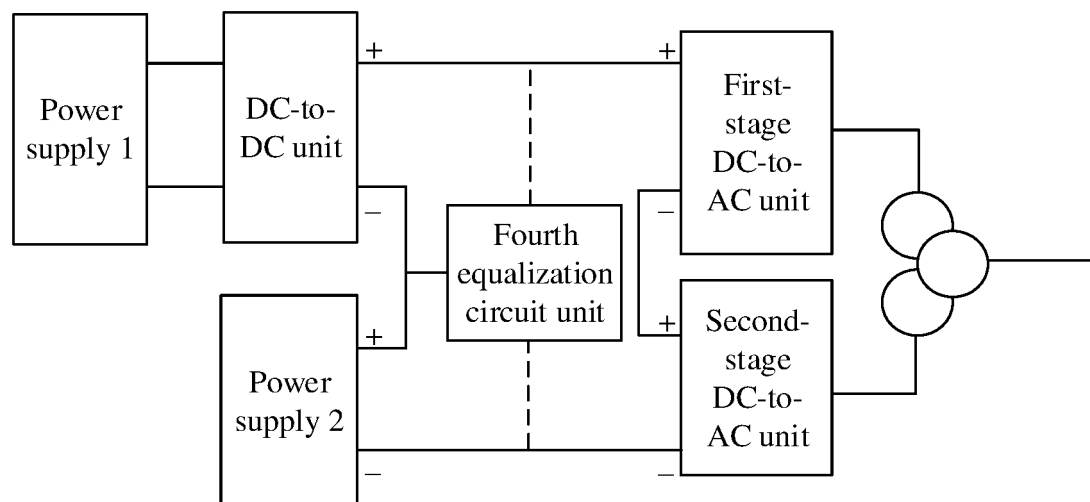 Power
supply 1
DC-to-
DC unit
+
−
Fourth
equalization
circuit unit
+
First-
stage
DC-to-
AC unit
−
Power
supply 2
+
−
+
Second-
stage
DC-to-
AC unit
−